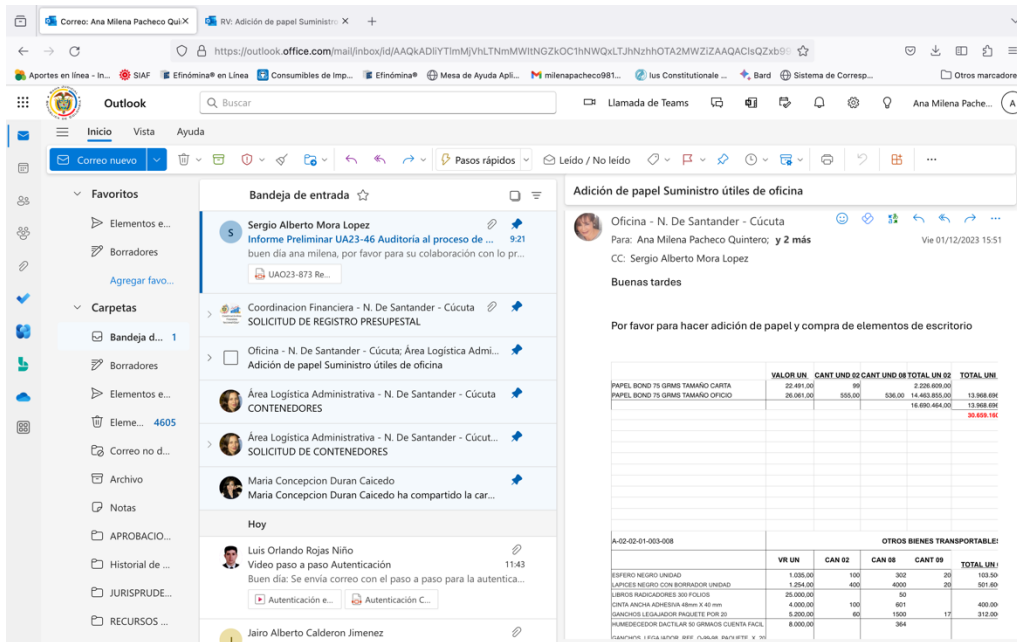 Correo: Ana Milena Pacheco Qui
RV: Adición de papel Suministro
https://outlook.office.com/mail/inbox/id/AAQkADliYTlmMjVhLTNmMWItNGZkOC1hNWQxLTJhNzhhOTA2MWZiZAAQACIsQZxb9
Aportes en línea - In...
SIAF
Efinómina® en Línea
Consumibles de Imp...
Efinómina®
Mesa de Ayuda Apli...
milenapacheco981...
Ius Constitutionale ...
Bard
Sistema de Corresp...
Otros marcadore
Outlook
Buscar
Llamada de Teams
Ana Milena Pache...
A
Inicio Vista Ayuda
Correo nuevo
Pasos rápidos
Leído / No leído
Favoritos
Elementos e...
Borradores
Agregar favo...
Carpetas
Bandeja d... 1
Borradores
Elementos e...
Eleme... 4605
Correo no d...
Archivo
Notas
APROBACIO...
Historial de ...
JURISPRUDE...
RECURSOS ...
Bandeja de entrada
S
Sergio Alberto Mora Lopez
Informe Preliminar UA23-46 Auditoria al proceso de ... 9:21
buen día ana milena, por favor para su colaboración con lo pr...
UAO23-873 Re...
Coordinacion Financiera - N. De Santander - Cúcuta
SOLICITUD DE REGISTRO PRESUPESTAL
Oficina - N. De Santander - Cúcuta; Área Logística Admi...
Adición de papel Suministro útiles de oficina
Área Logística Administrativa - N. De Santander - Cúcuta
CONTENEDORES
Área Logística Administrativa - N. De Santander - Cúcut...
SOLICITUD DE CONTENEDORES
Maria Concepcion Duran Caicedo
Maria Concepcion Duran Caicedo ha compartido la car...
Hoy
Luis Orlando Rojas Niño
Video paso a paso Autenticación 11:43
Buen día: Se envía correo con el paso a paso para la autentica...
Autenticación e...
Autenticación C...
J
Jairo Alberto Calderon Jimenez
Adición de papel Suministro útiles de oficina
Oficina - N. De Santander - Cúcuta
Para: Ana Milena Pacheco Quintero; y 2 más
Vie 01/12/2023 15:51
CC: Sergio Alberto Mora Lopez
Buenas tardes
Por favor para hacer adición de papel y compra de elementos de escritorio
VALOR UN CANT UND 02 CANT UND 08 TOTAL UN 02 TOTAL UNI
PAPEL BOND 75 GRMS TAMAÑO CARTA 22.491,00 99 2.226.609,00
PAPEL BOND 75 GRMS TAMAÑO OFICIO 26.061,00 555,00 536,00 14.463.855,00 13.968.696
16.690.464,00 13.968.696
30.659.160
A-02-02-01-003-008 OTROS BIENES TRANSPORTABLES
VR UN CAN 02 CAN 08 CANT 09 TOTAL UN
ESFERO NEGRO UNIDAD 1.035,00 100 302 20 103.50
LAPICES NEGRO CON BORRADOR UNIDAD 1.254,00 400 4000 20 501.60
LIBROS RADICADORES 300 FOLIOS 25.000,00 50
CINTA ANCHA ADHESIVA 48mm X 40 mm 4.000,00 100 601 400.00
GANCHOS LEGAJADOR PAQUETE POR 20 5.200,00 60 1500 17 312.00
HUMEDECEDOR DACTILAR 50 GRMAOS CUENTA FACIL 8.000,00 364